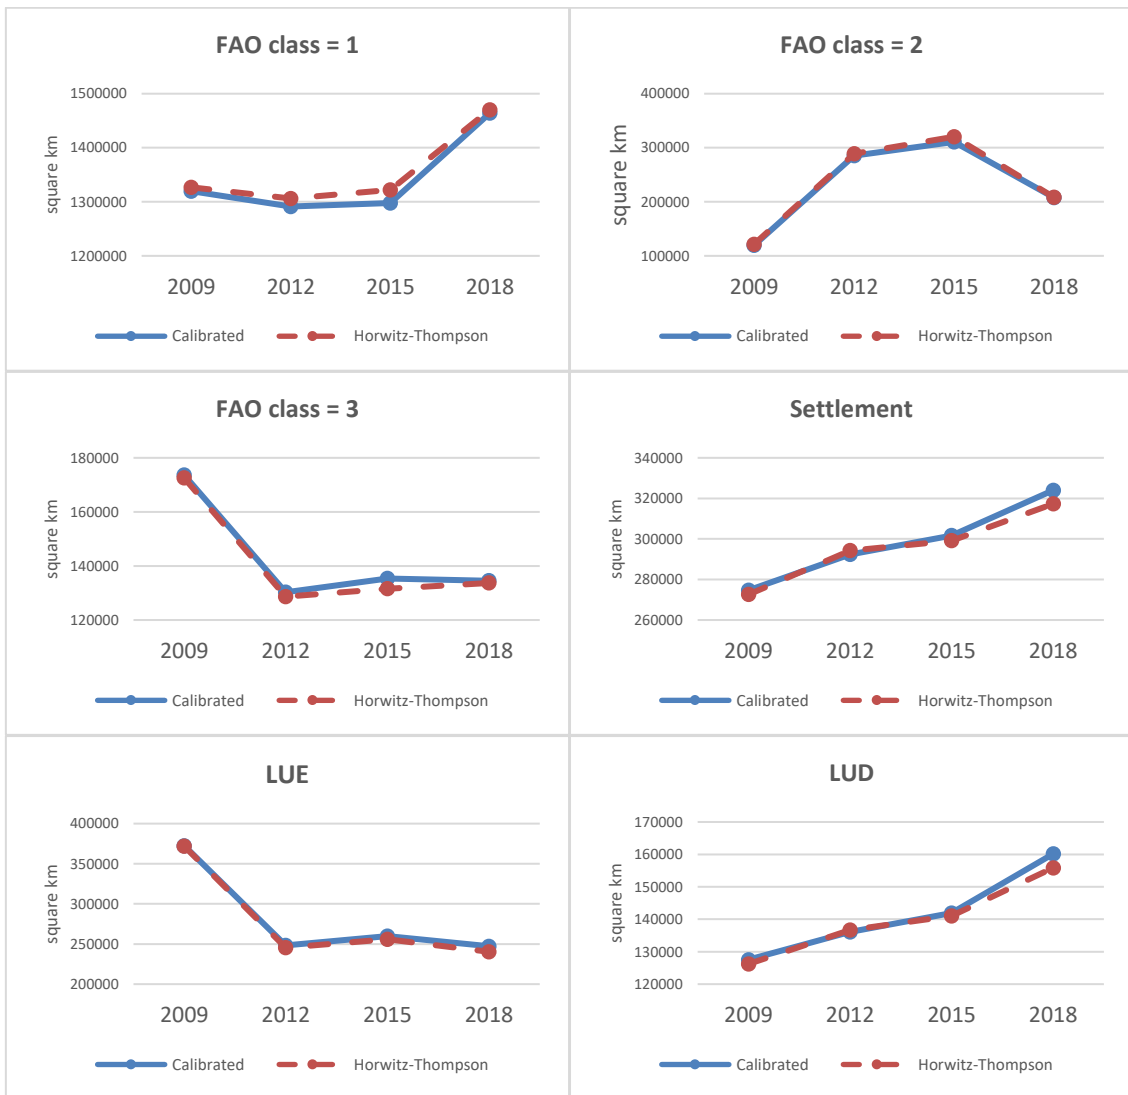 FAO class = 1
square km
1500000
1400000
1300000
1200000
2009 2012 2015 2018
Calibrated Horwitz-Thompson
FAO class = 2
square km
400000
300000
200000
100000
2009 2012 2015 2018
Calibrated Horwitz-Thompson
FAO class = 3
square km
180000
160000
140000
120000
2009 2012 2015 2018
Calibrated Horwitz-Thompson
Settlement
square km
340000
320000
300000
280000
260000
2009 2012 2015 2018
Calibrated Horwitz-Thompson
LUE
square km
400000
350000
300000
250000
200000
2009 2012 2015 2018
Calibrated Horwitz-Thompson
LUD
square km
170000
160000
150000
140000
130000
120000
2009 2012 2015 2018
Calibrated Horwitz-Thompson